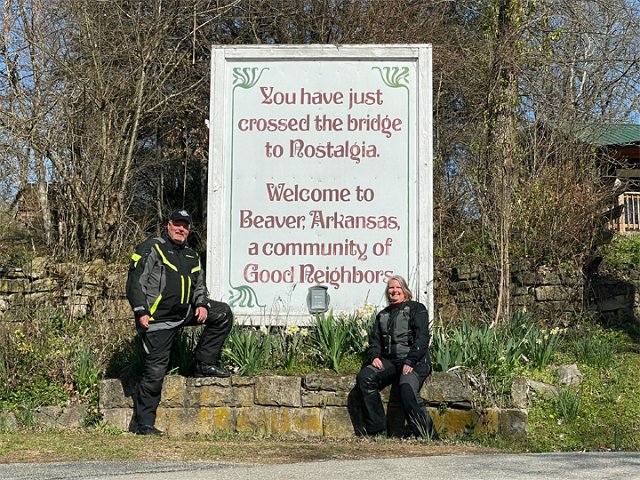 You have just
crossed the bridge
to Nostalgia.
Welcome to
Beaver, Arkansas,
a community of
Good Neighbors.